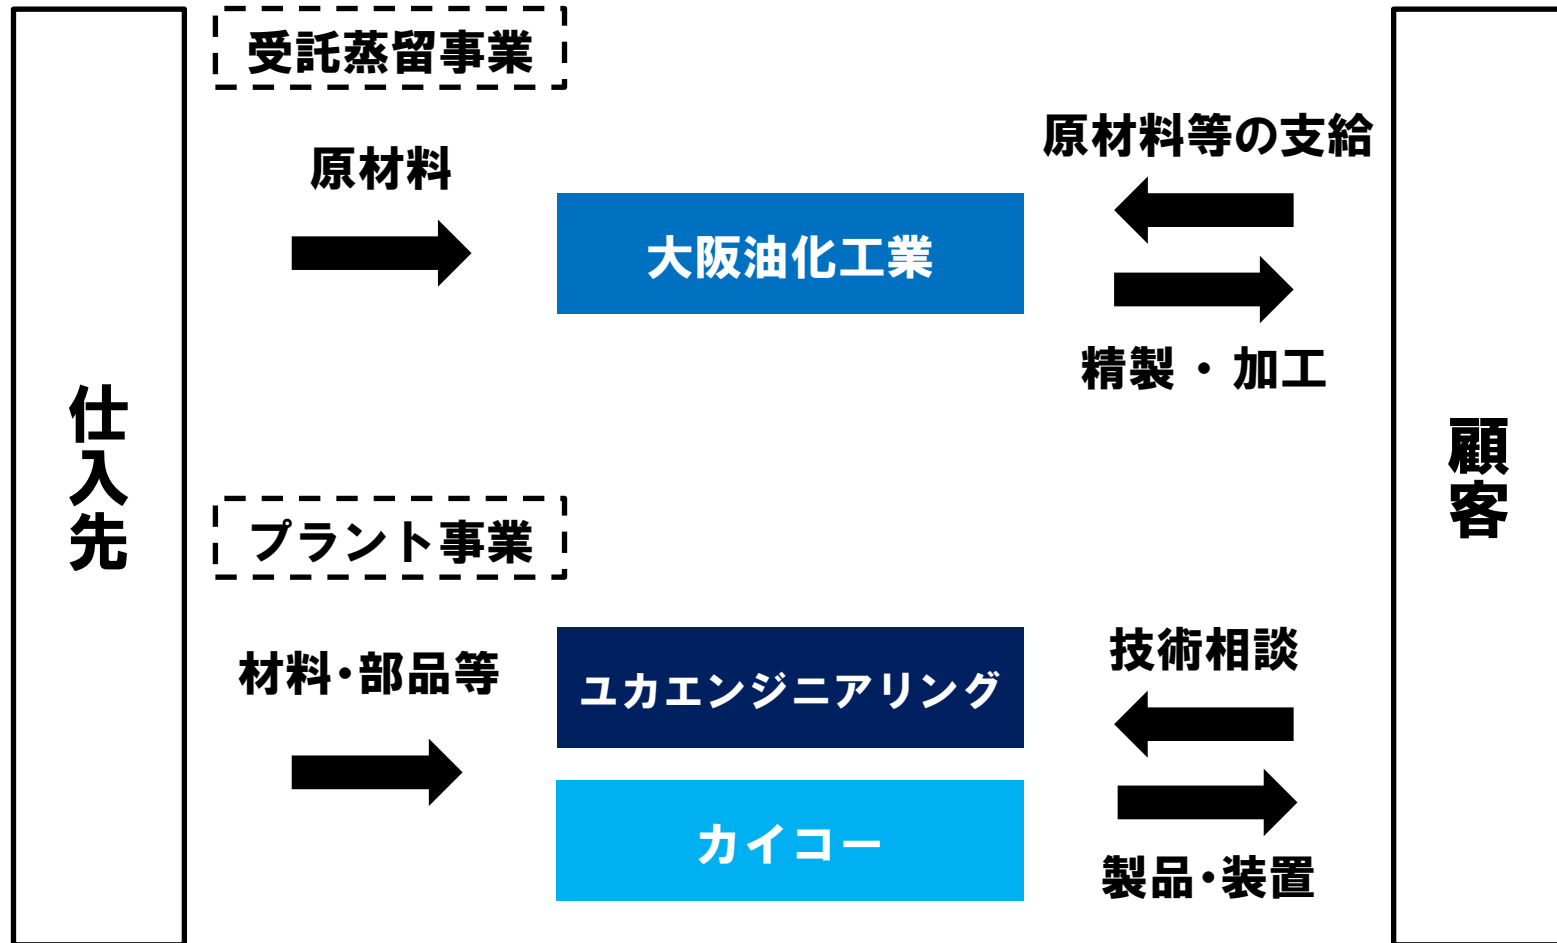 受託蒸留事業
原材料
大阪油化工業
原材料等の支給
精製・加工
仕入先
顧客
プラント事業
材料・部品等
ユカエンジニアリング
カイコー
技術相談
製品・装置